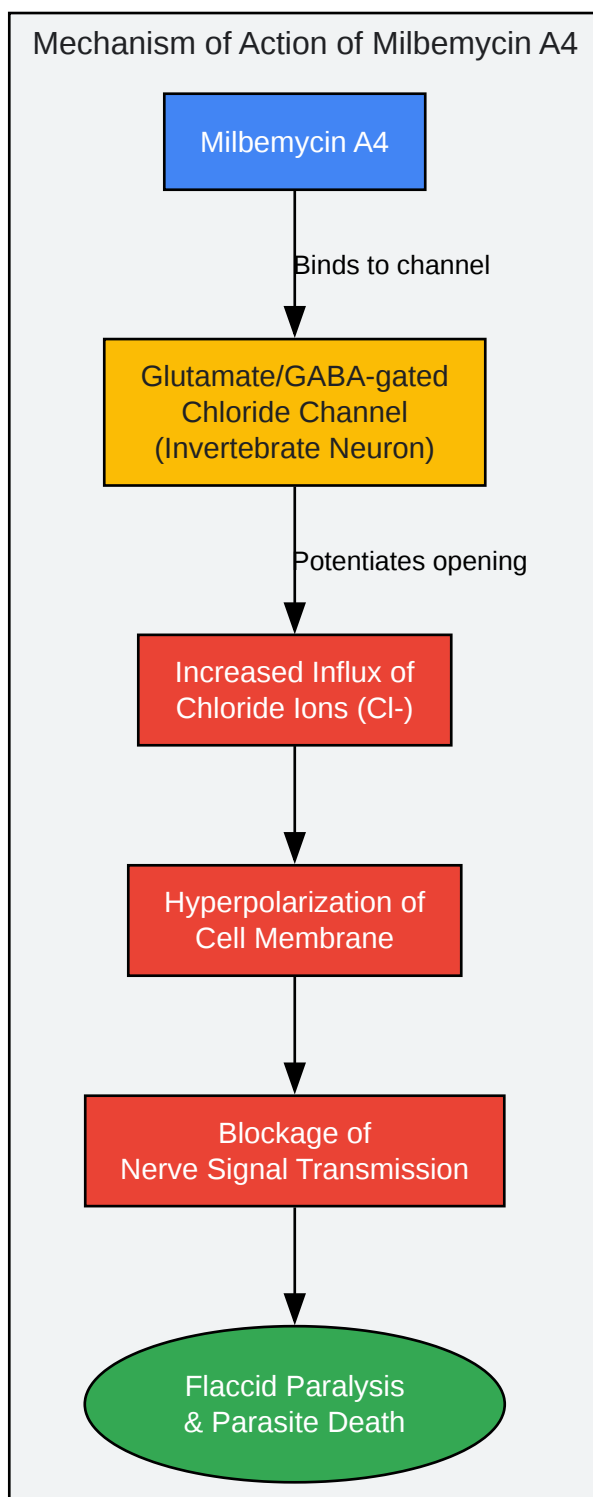 Mechanism of Action of Milbemycin A4
Milbemycin A4
Binds to channel
Glutamate/GABA-gated
Chloride Channel
(Invertebrate Neuron)
Potentiates opening
Increased Influx of
Chloride Ions (Cl-)
Hyperpolarization of
Cell Membrane
Blockage of
Nerve Signal Transmission
Flaccid Paralysis
& Parasite Death